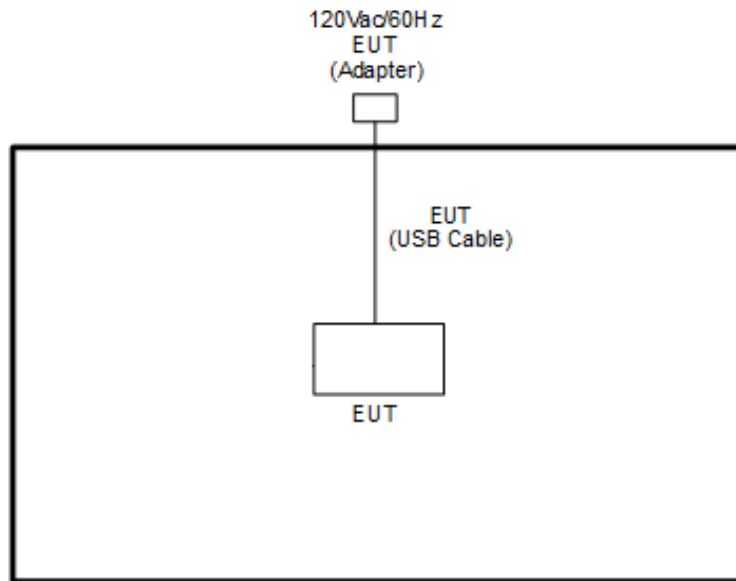 120Vac/60Hz
EUT
(Adapter)
EUT
(USB Cable)
EUT